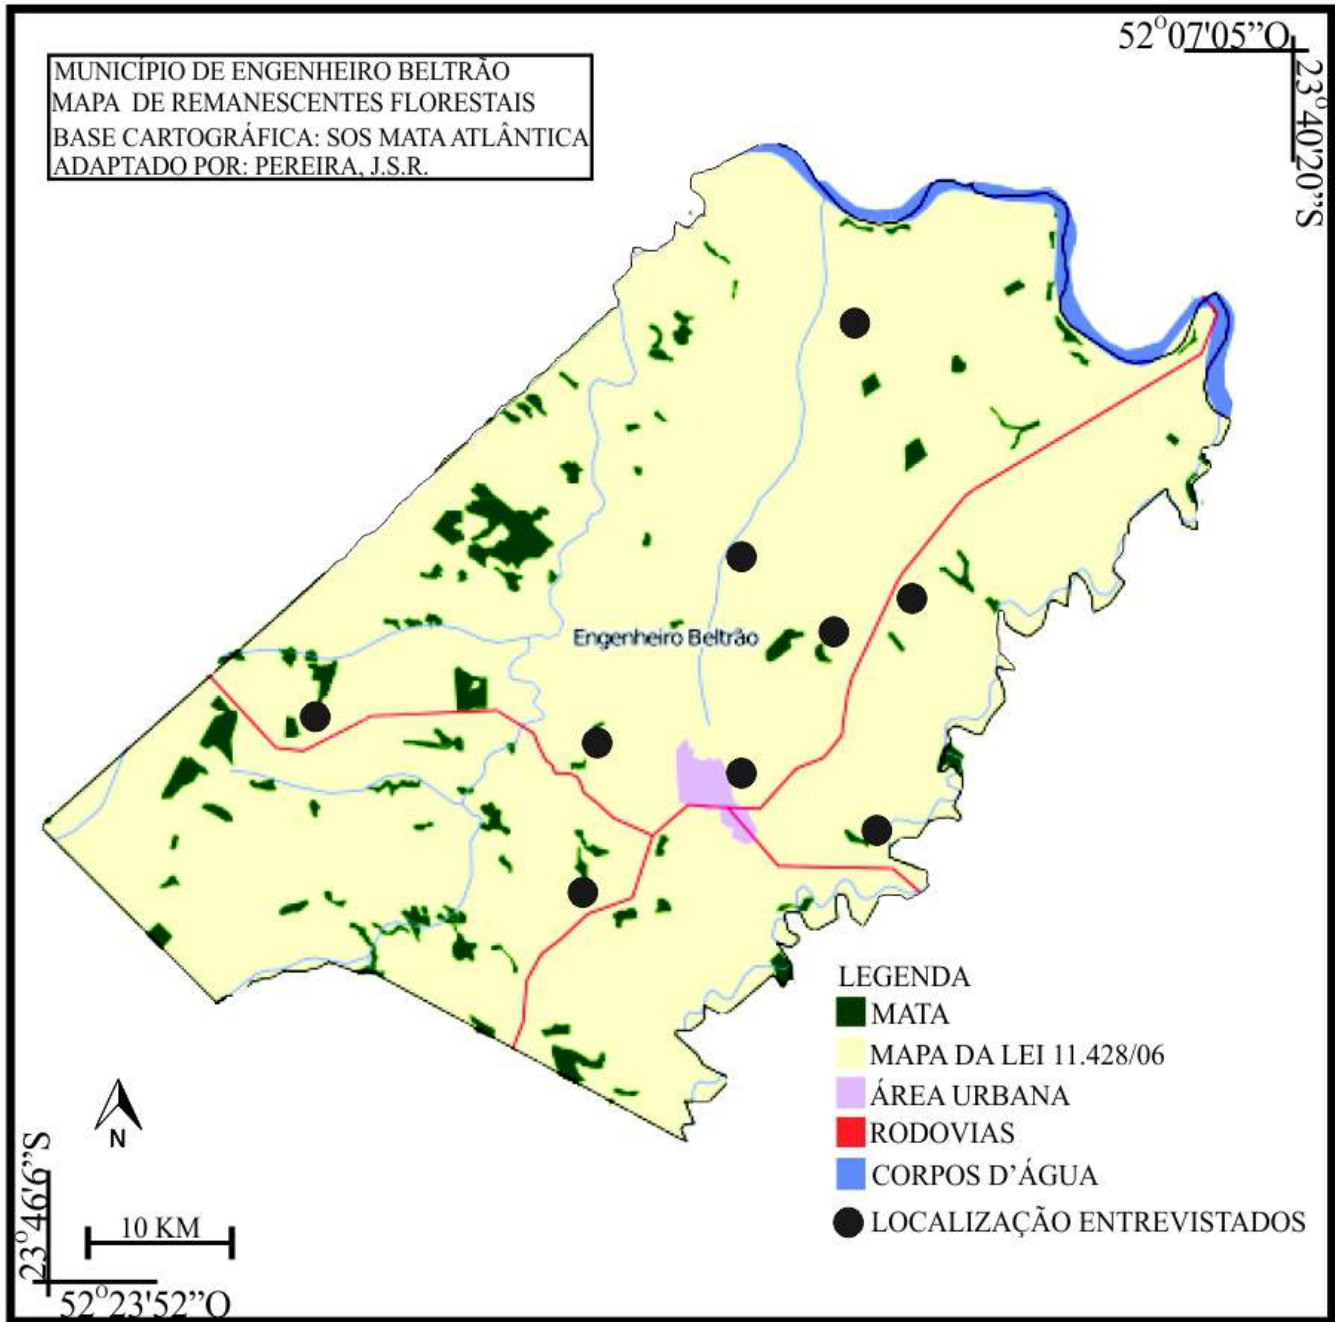 52°07'05”O
23°40'20”S
MUNICÍPIO DE ENGENHEIRO BELTRÃO
MAPA DE REMANESCENTES FLORESTAIS
BASE CARTOGRÁFICA: SOS MATA ATLÂNTICA
ADAPTADO POR: PEREIRA, J.S.R.
Engenheiro Beltrão
LEGENDA
MATA
MAPA DA LEI 11.428/06
ÁREA URBANA
RODOVIAS
CORPOS D’ÁGUA
LOCALIZAÇÃO ENTREVISTADOS
N
10 KM
23°46'6”S
52°23'52”O